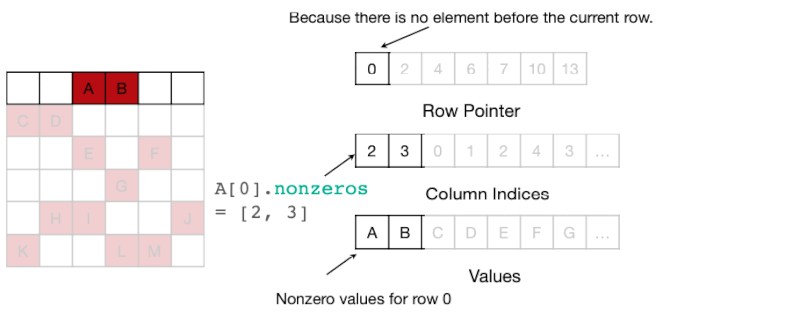 Because there is no element before the current row.
0 2 4 6 7 10 13
Row Pointer
A B
C D
E F
G
H I J
K L M
2 3 0 1 2 4 3 ...
A[0].nonzeros
= [2, 3]
Column Indices
A B C D E F G ...
Values
Nonzero values for row 0